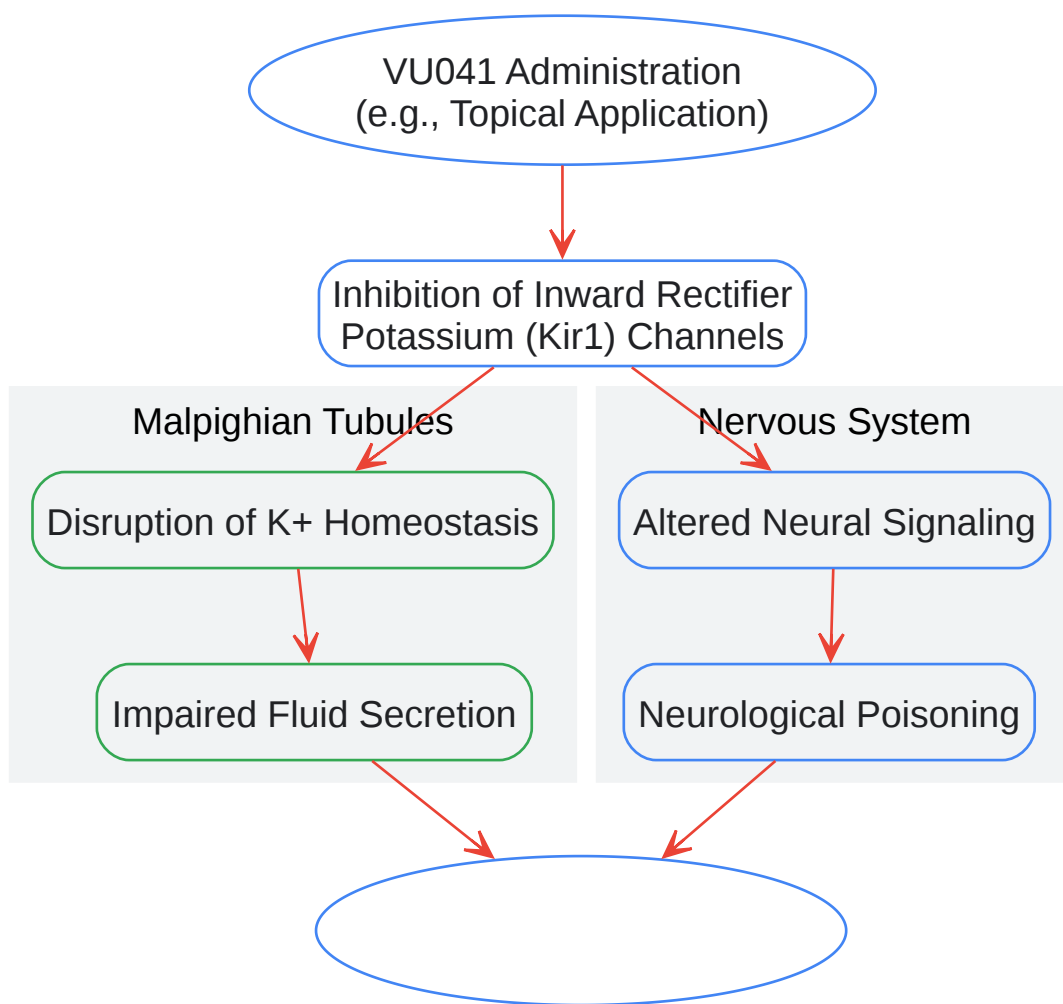 VU041 Administration
(e.g., Topical Application)
Inhibition of Inward Rectifier
Potassium (Kir1) Channels
Malpighian Tubules
Disruption of K+ Homeostasis
Impaired Fluid Secretion
Nervous System
Altered Neural Signaling
Neurological Poisoning